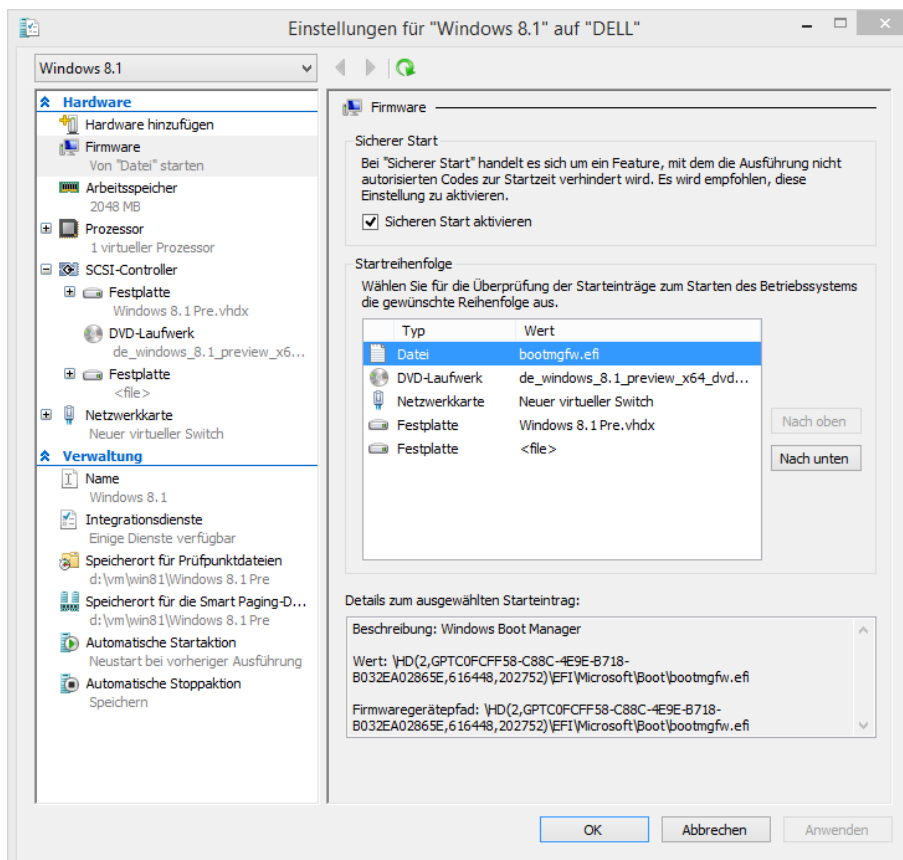 Einstellungen für "Windows 8.1" auf "DELL"
Windows 8.1
Hardware
Hardware hinzufügen
Firmware
Von "Datei" starten
Arbeitsspeicher
2048 MB
Prozessor
1 virtueller Prozessor
SCSI-Controller
Festplatte
Windows 8.1 Pre.vhdx
DVD-Laufwerk
de_windows_8.1_preview_x6...
Festplatte
<file>
Netzwerkkarte
Neuer virtueller Switch
Verwaltung
Name
Windows 8.1
Integrationsdienste
Einige Dienste verfügbar
Speicherort für Prüfpunktdateien
d:\vm\win81\Windows 8.1 Pre
Speicherort für die Smart Paging-D...
d:\vm\win81\Windows 8.1 Pre
Automatische Startaktion
Neustart bei vorheriger Ausführung
Automatische Stoppaktion
Speichern
Firmware
Sicherer Start
Bei "Sicherer Start" handelt es sich um ein Feature, mit dem die Ausführung nicht
autorisierten Codes zur Startzeit verhindert wird. Es wird empfohlen, diese
Einstellung zu aktivieren.
Sicheren Start aktivieren
Startreihenfolge
Wählen Sie für die Überprüfung der Starteinträge zum Starten des Betriebssystems
die gewünschte Reihenfolge aus.
Typ Wert
Datei bootmgfw.efi
DVD-Laufwerk de_windows_8.1_preview_x64_dvd...
Netzwerkkarte Neuer virtueller Switch
Festplatte Windows 8.1 Pre.vhdx
Festplatte <file>
Nach oben
Nach unten
Details zum ausgewählten Starteintrag:
Beschreibung: Windows Boot Manager
Wert: \HD(2,GPTC0FCFF58-C88C-4E9E-B718-
B032EA02865E,616448,202752)\EFI\Microsoft\Boot\bootmgfw.efi
Firmwaregerätepfad: \HD(2,GPTC0FCFF58-C88C-4E9E-B718-
B032EA02865E,616448,202752)\EFI\Microsoft\Boot\bootmgfw.efi
OK
Abbrechen
Anwenden